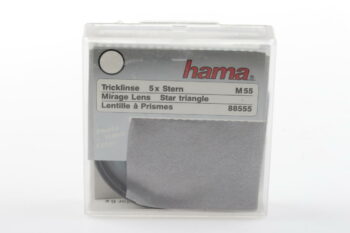 hama®
Tricklinse 5x Stern M55
Mirage Lens Star triangle
Lentille à Prismes 88555